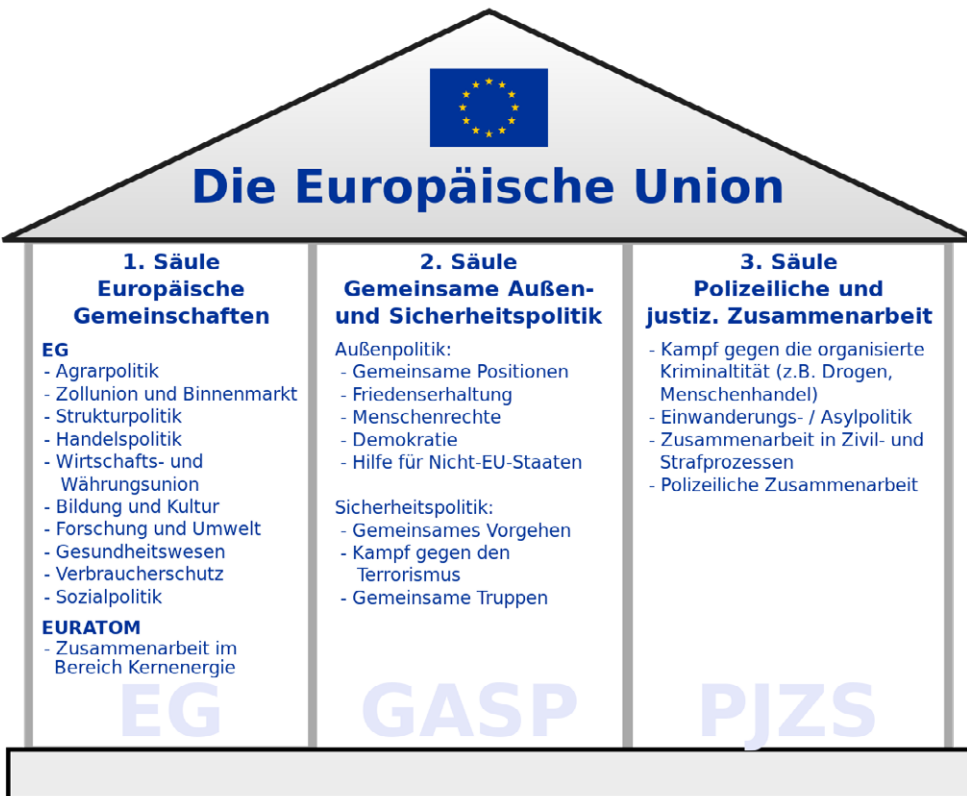 Die Europäische Union
1. Säule
Europäische
Gemeinschaften
EG
- Agrarpolitik
- Zollunion und Binnenmarkt
- Strukturpolitik
- Handelspolitik
- Wirtschafts- und
Währungsunion
- Bildung und Kultur
- Forschung und Umwelt
- Gesundheitswesen
- Verbraucherschutz
- Sozialpolitik
EURATOM
- Zusammenarbeit im
Bereich Kernenergie
EG
2. Säule
Gemeinsame Außen-
und Sicherheitspolitik
Außenpolitik:
- Gemeinsame Positionen
- Friedenserhaltung
- Menschenrechte
- Demokratie
- Hilfe für Nicht-EU-Staaten
Sicherheitspolitik:
- Gemeinsames Vorgehen
- Kampf gegen den
Terrorismus
- Gemeinsame Truppen
GASP
3. Säule
Polizeiliche und
justiz. Zusammenarbeit
- Kampf gegen die organisierte
Kriminaltität (z.B. Drogen,
Menschenhandel)
- Einwanderungs- / Asylpolitik
- Zusammenarbeit in Zivil- und
Strafprozessen
- Polizeiliche Zusammenarbeit
PJZS